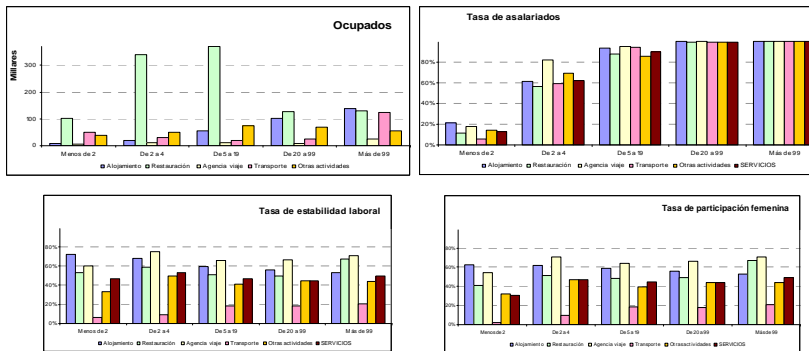 Ocupados
Millares
300
200
100
0
Menos de 2 De 2 a 4 De 5 a 19 De 20 a 99 Más de 99
Alojamiento Restauración Agencia viaje Transporte Otras actividades
Tasa de asalariados
80%
60%
40%
20%
0%
Menos de 2 De 2 a 4 De 5 a 19 De 20 a 99 Más de 99
Alojamiento Restauración Agencia viaje Transporte Otras actividades SERVICIOS
Tasa de estabilidad laboral
80%
60%
40%
20%
0%
Menos de 2 De 2 a 4 De 5 a 19 De 20 a 99 Más de 99
Alojamiento Restauración Agencia viaje Transporte Otras actividades SERVICIOS
Tasa de participación femenina
80%
60%
40%
20%
0%
Menos de 2 De 2 a 4 De 5 a 19 De 20 a 99 Más de 99
Alojamiento Restauración Agencia viaje Transporte Otras actividades SERVICIOS